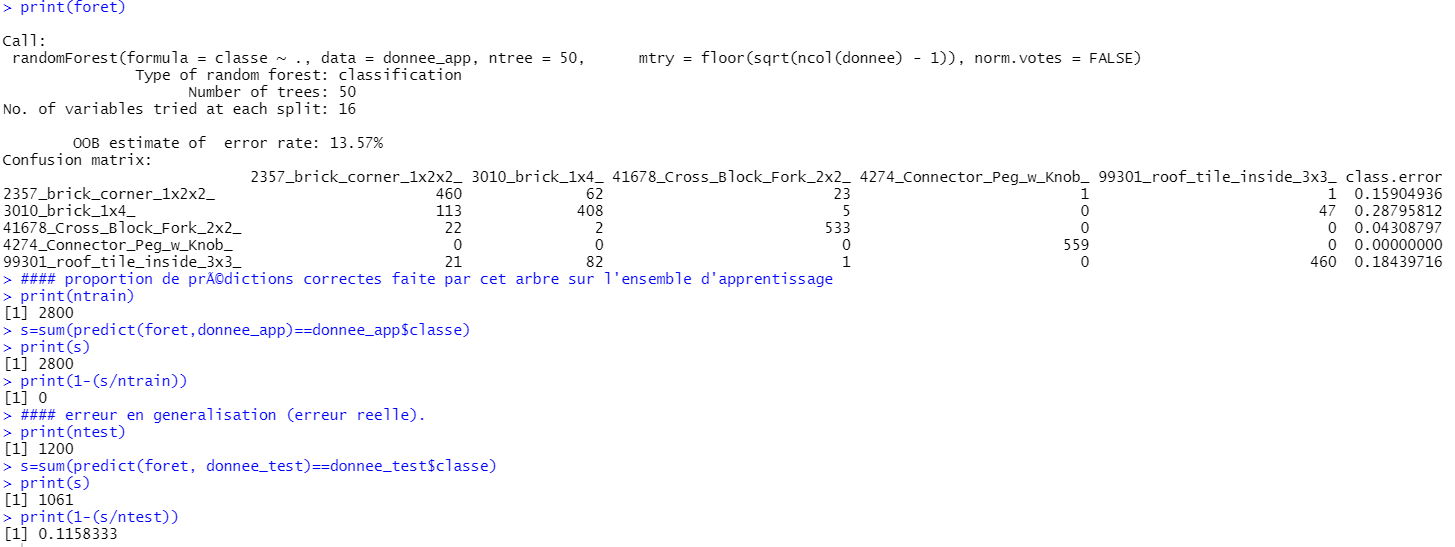 > print(foret)
Call:
 randomForest(formula = classe ~ ., data = donnee_app, ntree = 50,      mtry = floor(sqrt(ncol(donnee) - 1)), norm.votes = FALSE)
               Type of random forest: classification
                     Number of trees: 50
No. of variables tried at each split: 16
        OOB estimate of  error rate: 13.57%
Confusion matrix:
                            2357_brick_corner_1x2x2_ 3010_brick_1x4_ 41678_Cross_Block_Fork_2x2_ 4274_Connector_Peg_w_Knob_ 99301_roof_tile_inside_3x3_ class.error
2357_brick_corner_1x2x2_                         460              62                          23                          1                           1  0.15904936
3010_brick_1x4_                                  113             408                           5                          0                          47  0.28795812
41678_Cross_Block_Fork_2x2_                       22               2                         533                          0                           0  0.04308797
4274_Connector_Peg_w_Knob_                         0               0                           0                        559                           0  0.00000000
99301_roof_tile_inside_3x3_                       21              82                           1                          0                         460  0.18439716
> #### proportion de prÃ©dictions correctes faite par cet arbre sur l'ensemble d'apprentissage
> print(ntrain)
[1] 2800
> s=sum(predict(foret,donnee_app)==donnee_app$classe)
> print(s)
[1] 2800
> print(1-(s/ntrain))
[1] 0
> #### erreur en generalisation (erreur reelle).
> print(ntest)
[1] 1200
> s=sum(predict(foret, donnee_test)==donnee_test$classe)
> print(s)
[1] 1061
> print(1-(s/ntest))
[1] 0.1158333